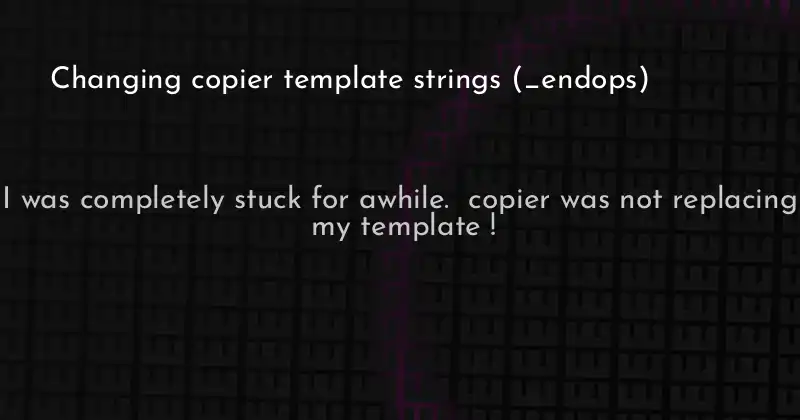 Changing copier template strings (_endops)
I was completely stuck for awhile.  copier was not replacing
my template !